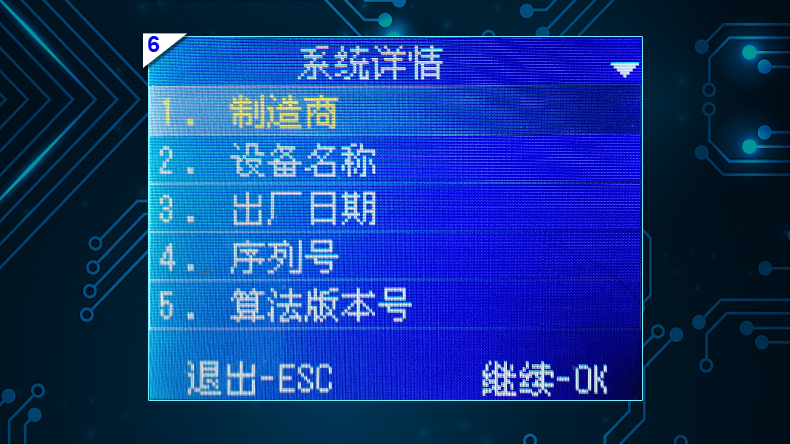 6
系统详情
1. 制造商
2. 设备名称
3. 出厂日期
4. 序列号
5. 算法版本号
退出-ESC 继续-OK